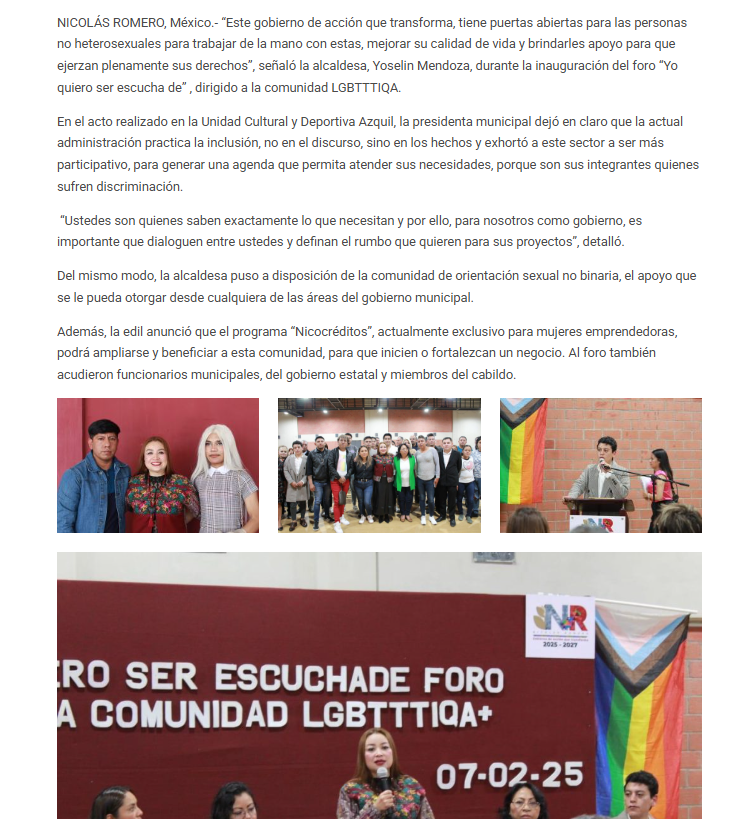 NICOLÁS ROMERO, México.- “Este gobierno de acción que transforma, tiene puertas abiertas para las personas
no heterosexuales para trabajar de la mano con estas, mejorar su calidad de vida y brindarles apoyo para que
ejerzan plenamente sus derechos”, señaló la alcaldesa, Yoselin Mendoza, durante la inauguración del foro “Yo
quiero ser escucha de” , dirigido a la comunidad LGBTTTIQA.
En el acto realizado en la Unidad Cultural y Deportiva Azquil, la presidenta municipal dejó en claro que la actual
administración practica la inclusión, no en el discurso, sino en los hechos y exhortó a este sector a ser más
participativo, para generar una agenda que permita atender sus necesidades, porque son sus integrantes quienes
sufren discriminación.
“Ustedes son quienes saben exactamente lo que necesitan y por ello, para nosotros como gobierno, es
importante que dialoguen entre ustedes y definan el rumbo que quieren para sus proyectos”, detalló.
Del mismo modo, la alcaldesa puso a disposición de la comunidad de orientación sexual no binaria, el apoyo que
se le pueda otorgar desde cualquiera de las áreas del gobierno municipal.
Además, la edil anunció que el programa “Nicocréditos”, actualmente exclusivo para mujeres emprendedoras,
podrá ampliarse y beneficiar a esta comunidad, para que inicien o fortalezcan un negocio. Al foro también
acudieron funcionarios municipales, del gobierno estatal y miembros del cabildo.
NR
NR
2025 - 2027
ERO SER ESCUCHADE FORO
A COMUNIDAD LGBTTTIQA+
07-02-25